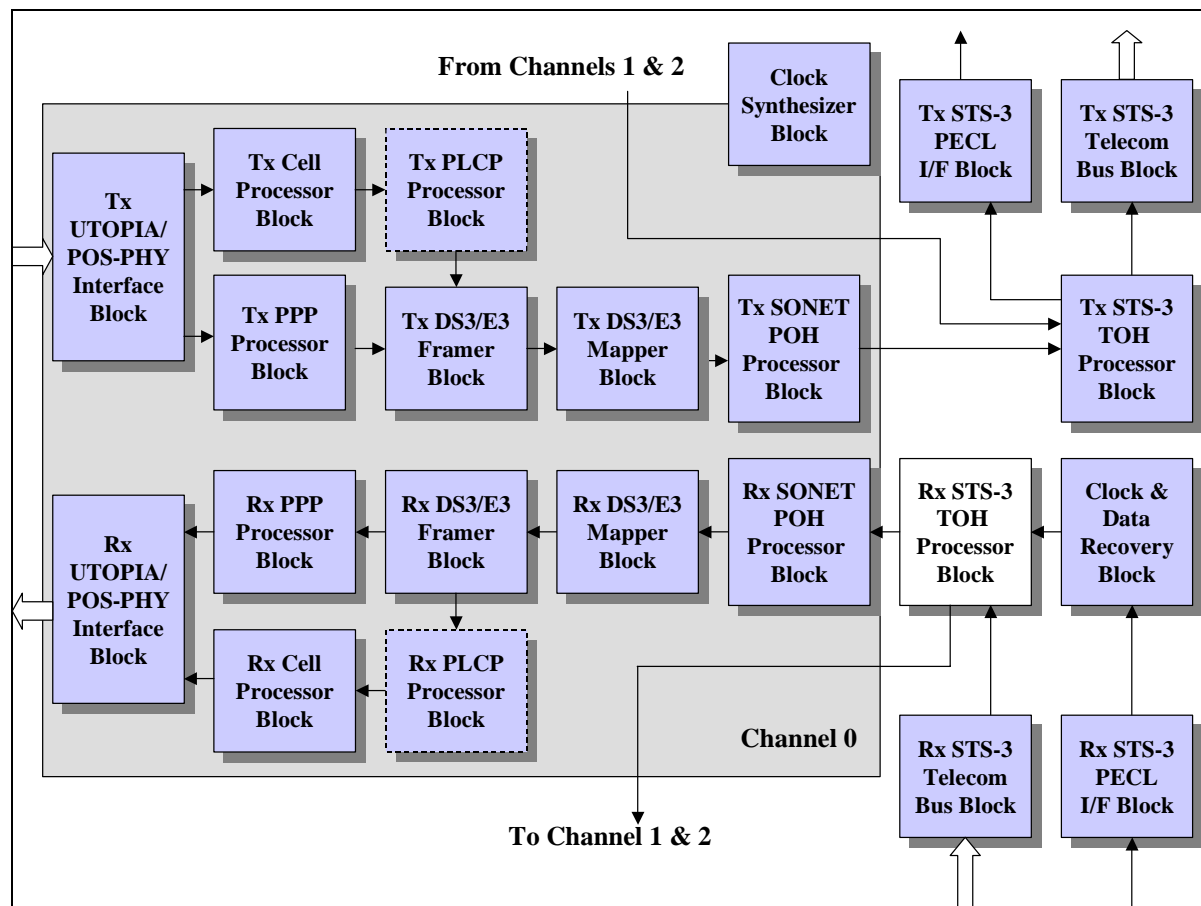 From Channels 1 & 2
Clock
Synthesizer
Block
Tx STS-3
PECL
I/F Block
Tx STS-3
Telecom
Bus Block
Tx
UTOPIA/
POS-PHY
Interface
Block
Tx Cell
Processor
Block
Tx PLCP
Processor
Block
Tx PPP
Processor
Block
Tx DS3/E3
Framer
Block
Tx DS3/E3
Mapper
Block
Tx SONET
POH
Processor
Block
Tx STS-3
TOH
Processor
Block
Rx
UTOPIA/
POS-PHY
Interface
Block
Rx PPP
Processor
Block
Rx DS3/E3
Framer
Block
Rx DS3/E3
Mapper
Block
Rx SONET
POH
Processor
Block
Rx STS-3
TOH
Processor
Block
Clock &
Data
Recovery
Block
Rx Cell
Processor
Block
Rx PLCP
Processor
Block
Channel 0
Rx STS-3
Telecom
Bus Block
Rx STS-3
PECL
I/F Block
To Channel 1 & 2